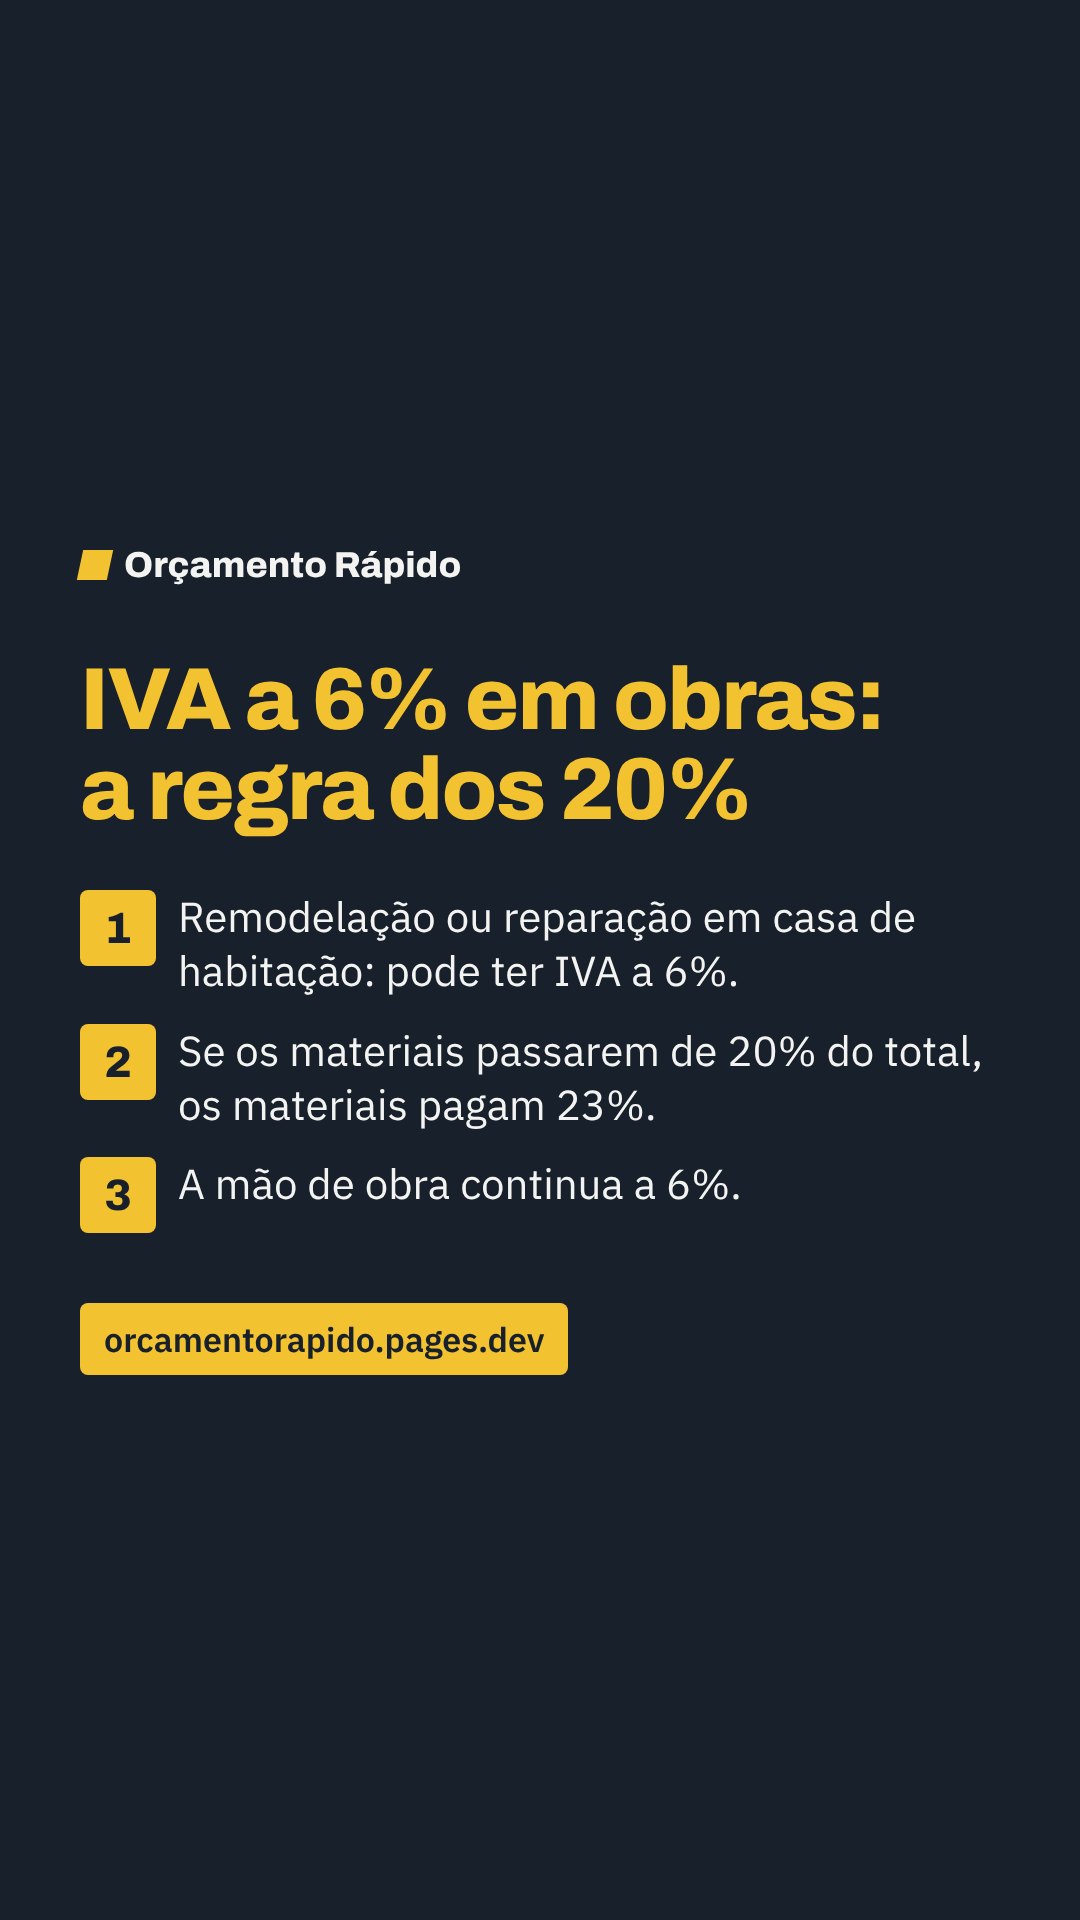 Orçamento Rápido
IVA a 6% em obras:
a regra dos 20%
1 Remodelação ou reparação em casa de
habitação: pode ter IVA a 6%.
2 Se os materiais passarem de 20% do total,
os materiais pagam 23%.
3 A mão de obra continua a 6%.
orcamentorapido.pages.dev